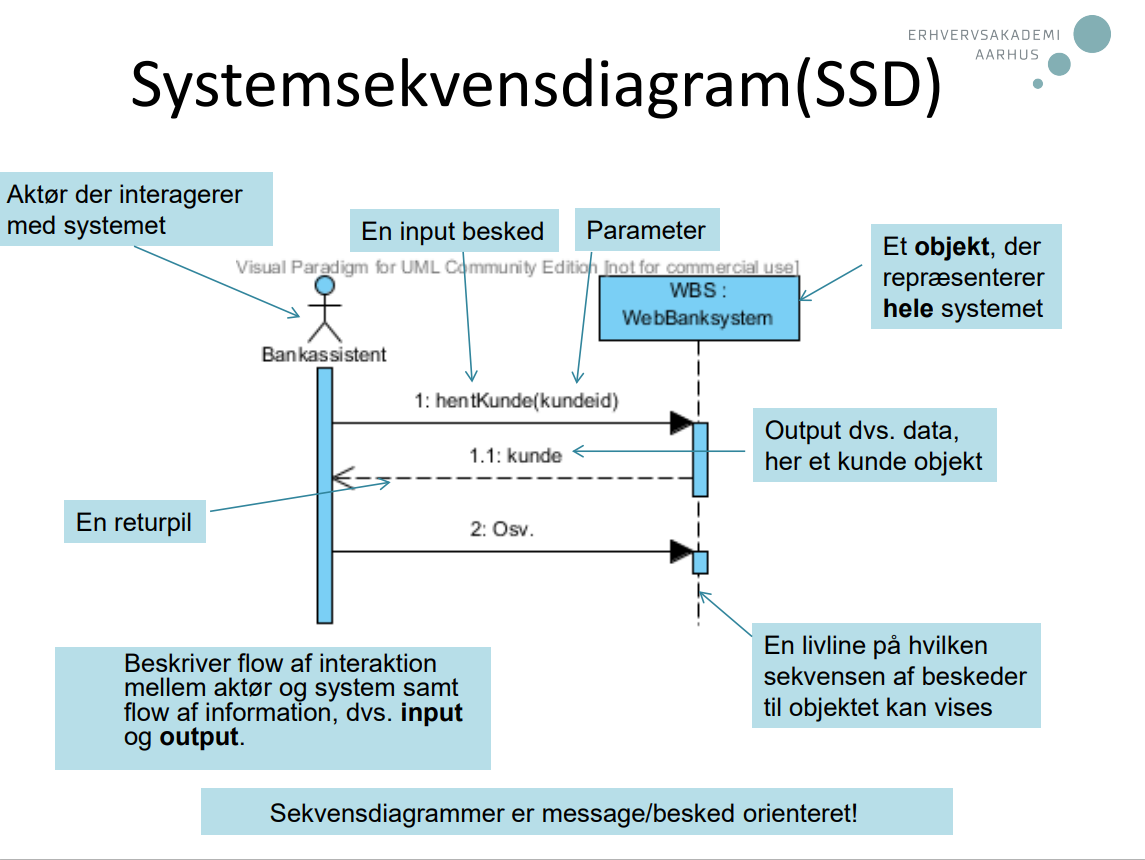 ERHVERVSAKADEMI
AARHUS
Systemsekvensdiagram(SSD)
Aktør der interagerer
med systemet
En input besked
Parameter
Et objekt, der
repræsenterer
hele systemet
Visual Paradigm for UML Community Edition [not for commercial use]
WBS :
WebBanksystem
Bankassistent
1: hentKunde(kundeid)
Output dvs. data,
her et kunde objekt
1.1: kunde
En returpil
2: Osv.
En livline på hvilken
sekvensen af beskeder
til objektet kan vises
Beskriver flow af interaktion
mellem aktør og system samt
flow af information, dvs. input
og output.
Sekvensdiagrammer er message/besked orienteret!